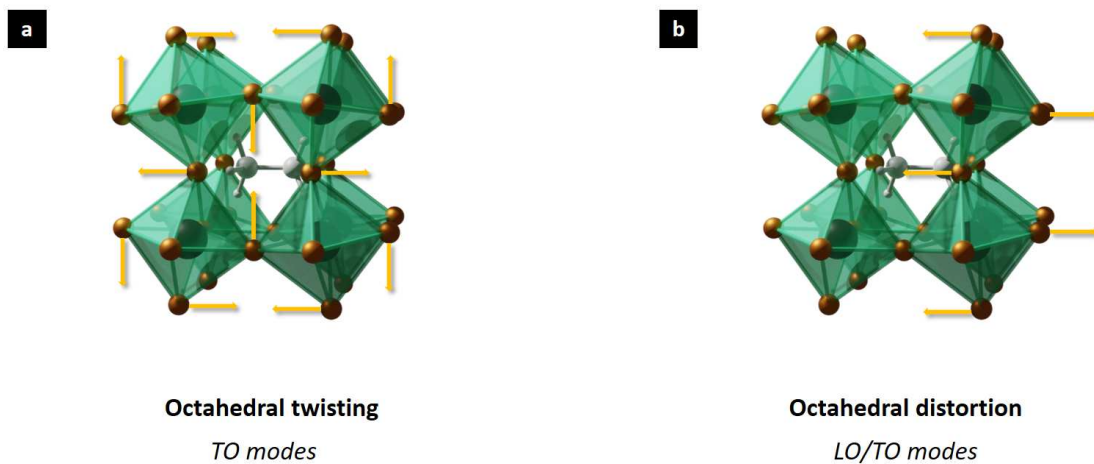 a
b
Octahedral twisting
TO modes
Octahedral distortion
LO/TO modes